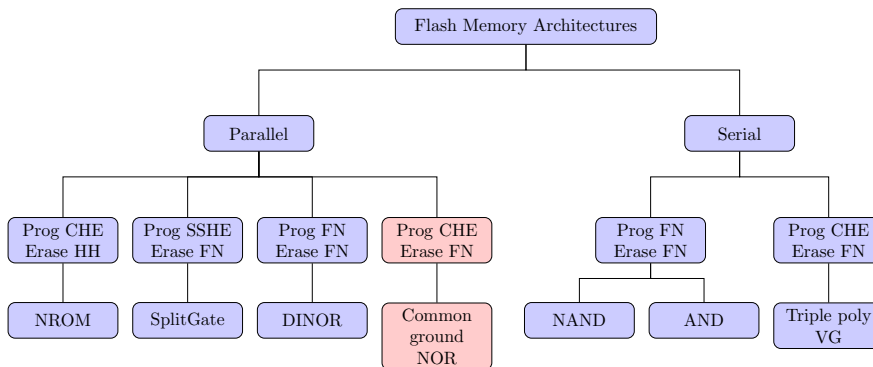 Flash Memory Architectures
Parallel
Serial
Prog CHE
Erase HH
Prog SSHE
Erase FN
Prog FN
Erase FN
Prog CHE
Erase FN
Prog FN
Erase FN
Prog CHE
Erase FN
NROM
SplitGate
DINOR
Common
ground
NOR
NAND
AND
Triple poly
VG